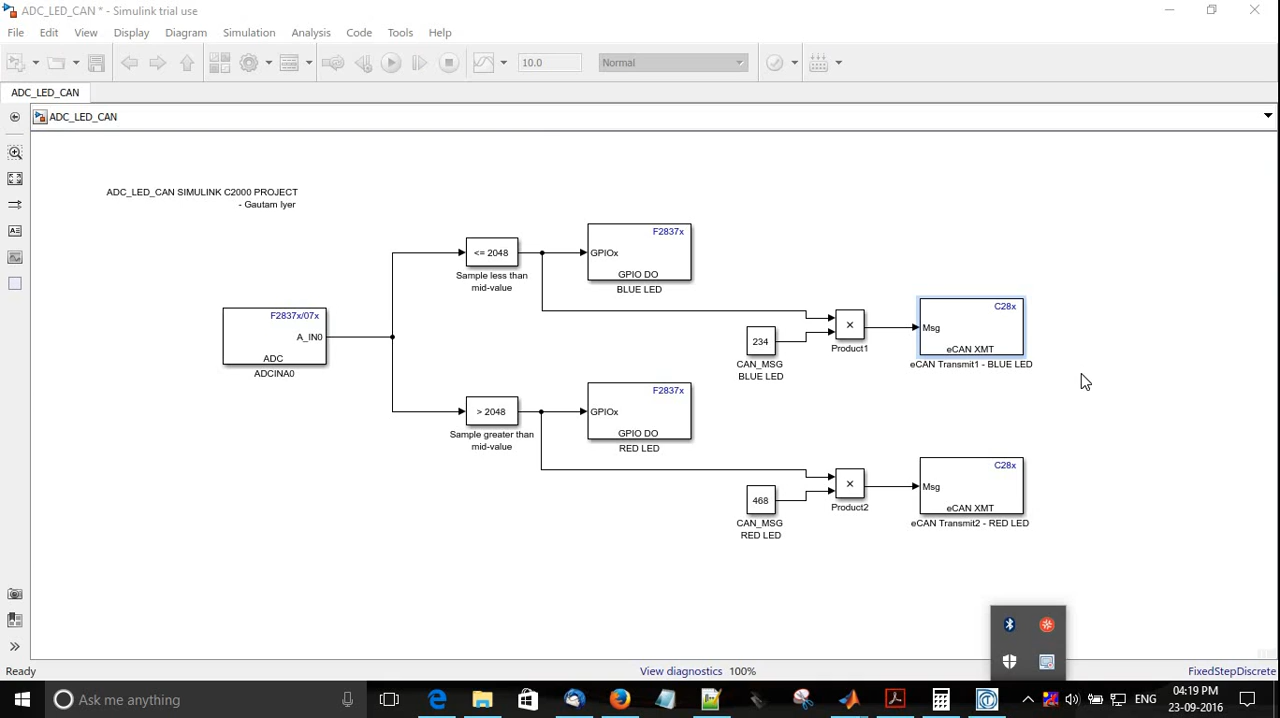 ADC_LED_CAN * - Simulink trial use
File Edit View Display Diagram Simulation Analysis Code Tools Help
10.0 Normal
ADC_LED_CAN
ADC_LED_CAN
ADC_LED_CAN SIMULINK C2000 PROJECT
- Gautam Iyer
F2837x
<= 2048
GPIOx
GPIO DO
Sample less than
mid-value
BLUE LED
F2837x/07x
A_IN0
ADC
ADCINA0
234
CAN_MSG
BLUE LED
×
Product1
C28x
Msg
eCAN XMT
eCAN Transmit1 - BLUE LED
F2837x
> 2048
GPIOx
GPIO DO
Sample greater than
mid-value
RED LED
468
CAN_MSG
RED LED
×
Product2
C28x
Msg
eCAN XMT
eCAN Transmit2 - RED LED
Ready View diagnostics 100% FixedStepDiscrete
Ask me anything
ENG
04:19 PM
23-09-2016